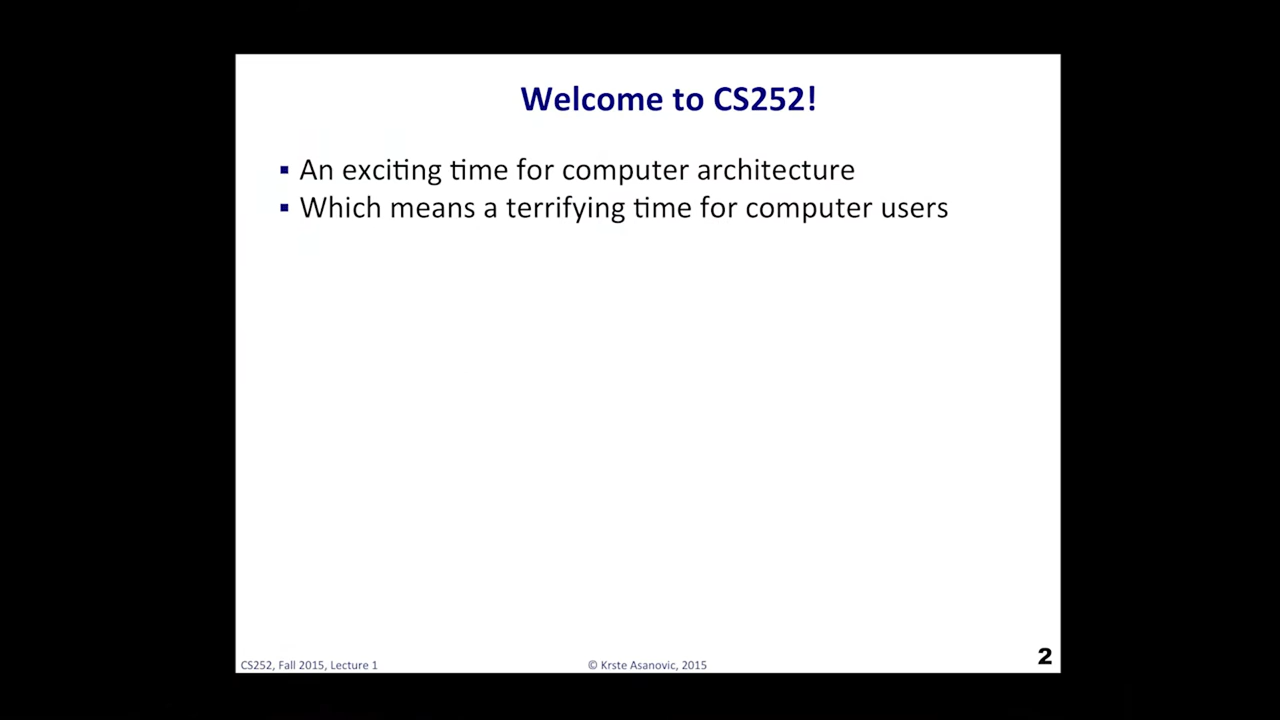 Welcome to CS252!
▪ An exciting time for computer architecture
▪ Which means a terrifying time for computer users
CS252, Fall 2015, Lecture 1
© Krste Asanovic, 2015
2